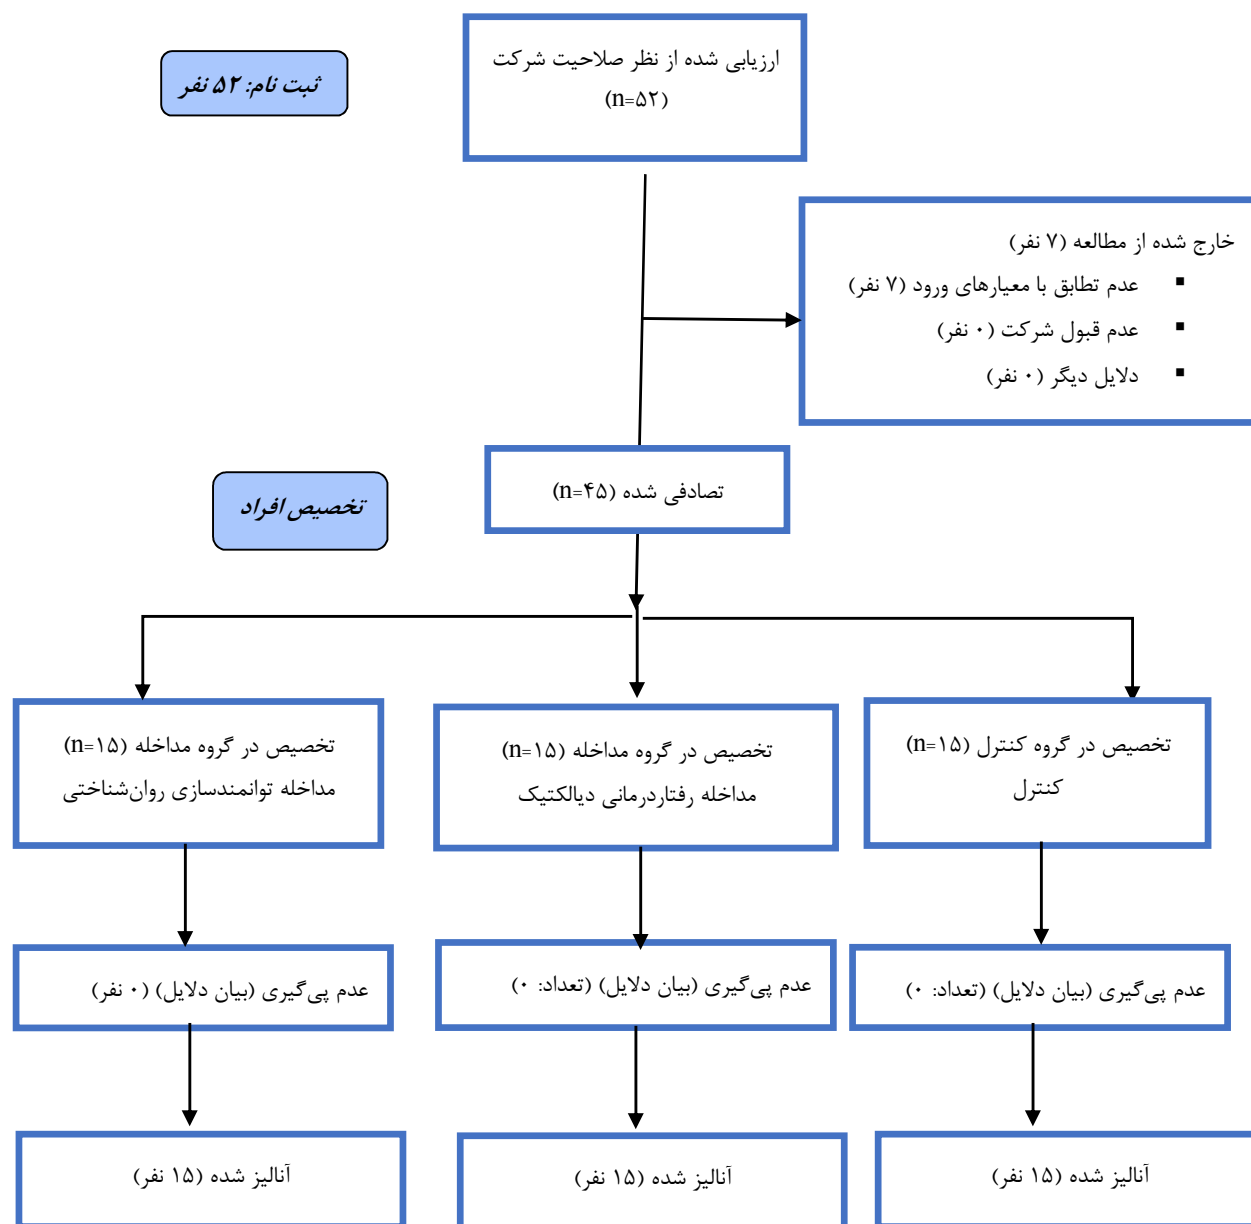 ثبت نام: ۵۲ نفر
ارزیابی شده از نظر صلاحیت شرکت
(n=۵۲)
خارج شده از مطالعه (۷ نفر)
▪ عدم تطابق با معیارهای ورود (۷ نفر)
▪ عدم قبول شرکت (۰ نفر)
▪ دلایل دیگر (۰ نفر)
تصادفی شده (n=۴۵)
تخصیص افراد
تخصیص در گروه کنترل (n=۱۵)
کنترل
تخصیص در گروه مداخله (n=۱۵)
مداخله رفتاردرمانی دیالکتیک
تخصیص در گروه مداخله (n=۱۵)
مداخله توانمندسازی روان‌شناختی
عدم پی‌گیری (بیان دلایل) (تعداد: ۰)
عدم پی‌گیری (بیان دلایل) (تعداد: ۰)
عدم پی‌گیری (بیان دلایل) (۰ نفر)
آنالیز شده (۱۵ نفر)
آنالیز شده (۱۵ نفر)
آنالیز شده (۱۵ نفر)